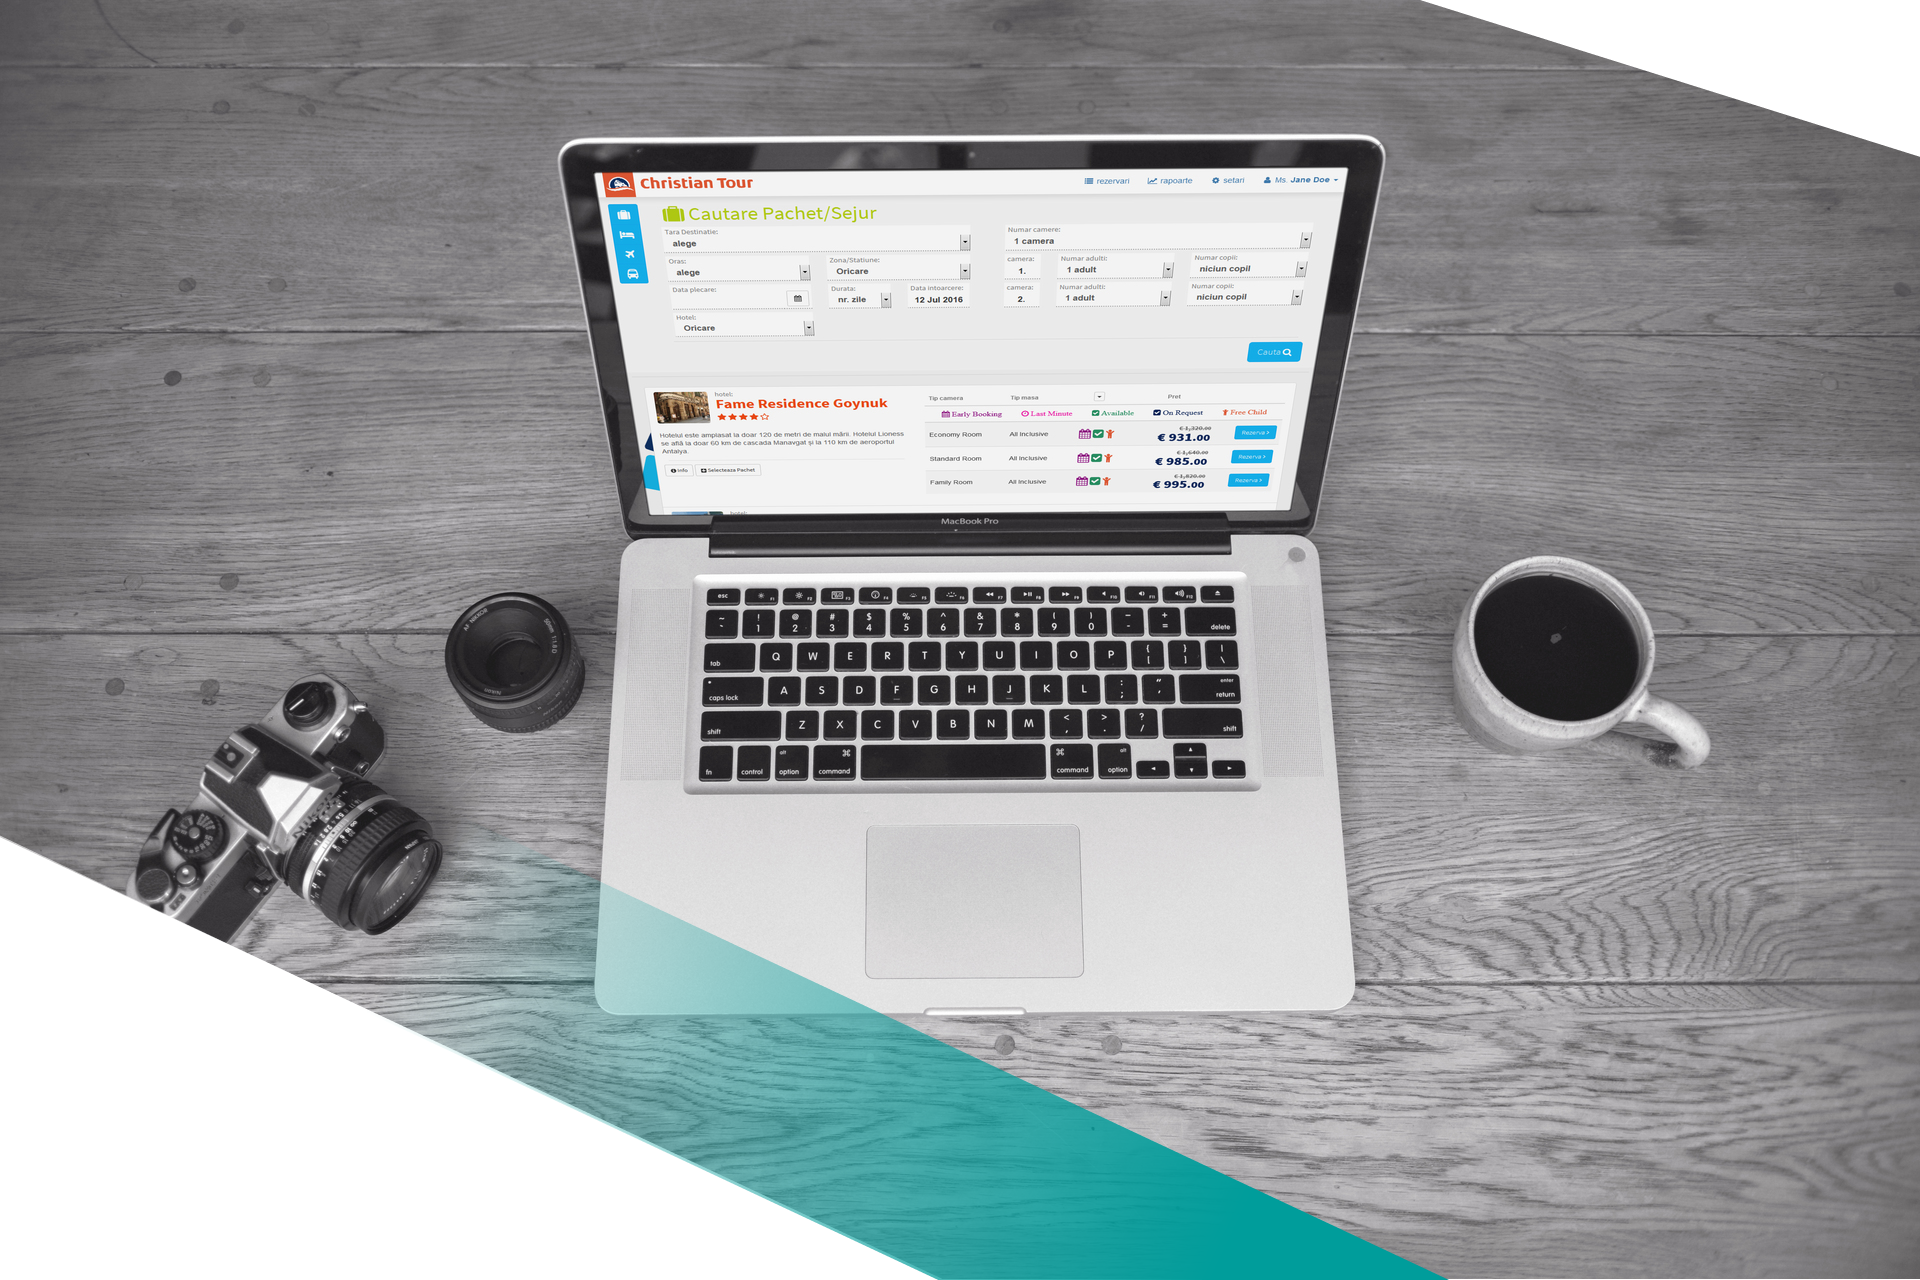 Christian Tour
rezervari
rapoarte
setari
Ms. Jane Doe
Cautare Pachet/Sejur
Tara Destinatie:
alege
Numar camere:
1 camera
Oras:
alege
Zona/Statiune:
Oricare
camera:
1.
Numar adulti:
1 adult
Numar copii:
niciun copil
Data plecare:
Durata:
nr. zile
Data intoarcere:
12 Jul 2016
camera:
2.
Numar adulti:
1 adult
Numar copii:
niciun copil
Hotel:
Oricare
Cauta
hotel:
Fame Residence Goynuk
Hotelul este amplasat la doar 120 de metri de malul mării. Hotelul Lioness
se află la doar 60 km de cascada Manavgat și la 110 km de aeroportul
Antalya.
Info
Selecteaza Pachet
Tip camera
Tip masa
Pret
Early Booking
Last Minute
Available
On Request
Free Child
Economy Room
All Inclusive
€ 1,320.00
€ 931.00
Rezerva >
Standard Room
All Inclusive
€ 1,640.00
€ 985.00
Rezerva >
Family Room
All Inclusive
€ 1,820.00
€ 995.00
Rezerva >
hotel:
MacBook Pro
esc F1 F2 F3 F4 F5 F6 F7 F8 F9 F10 F11 F12
~ ! @ # $ % ^ & * ( ) - +
` 1 2 3 4 5 6 7 8 9 0 - = delete
tab Q W E R T Y U I O P { [ } ] | \
caps lock A S D F G H J K L : ; " ' enter return
shift Z X C V B N M < , > . ? / shift
fn control alt option ⌘ command ⌘ command alt option
AF NIKKOR
50mm 1:1.8 D
NIKON